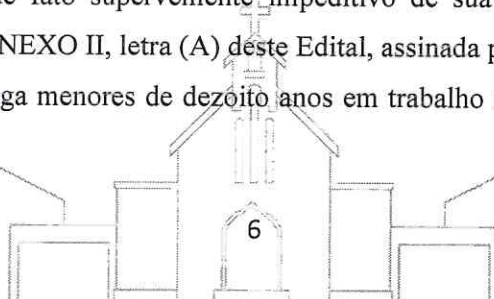 de fato superveniente impeditivo de sua
NEXO II, letra (A) deste Edital, assinada p
ga menores de dezoito anos em trabalho
6